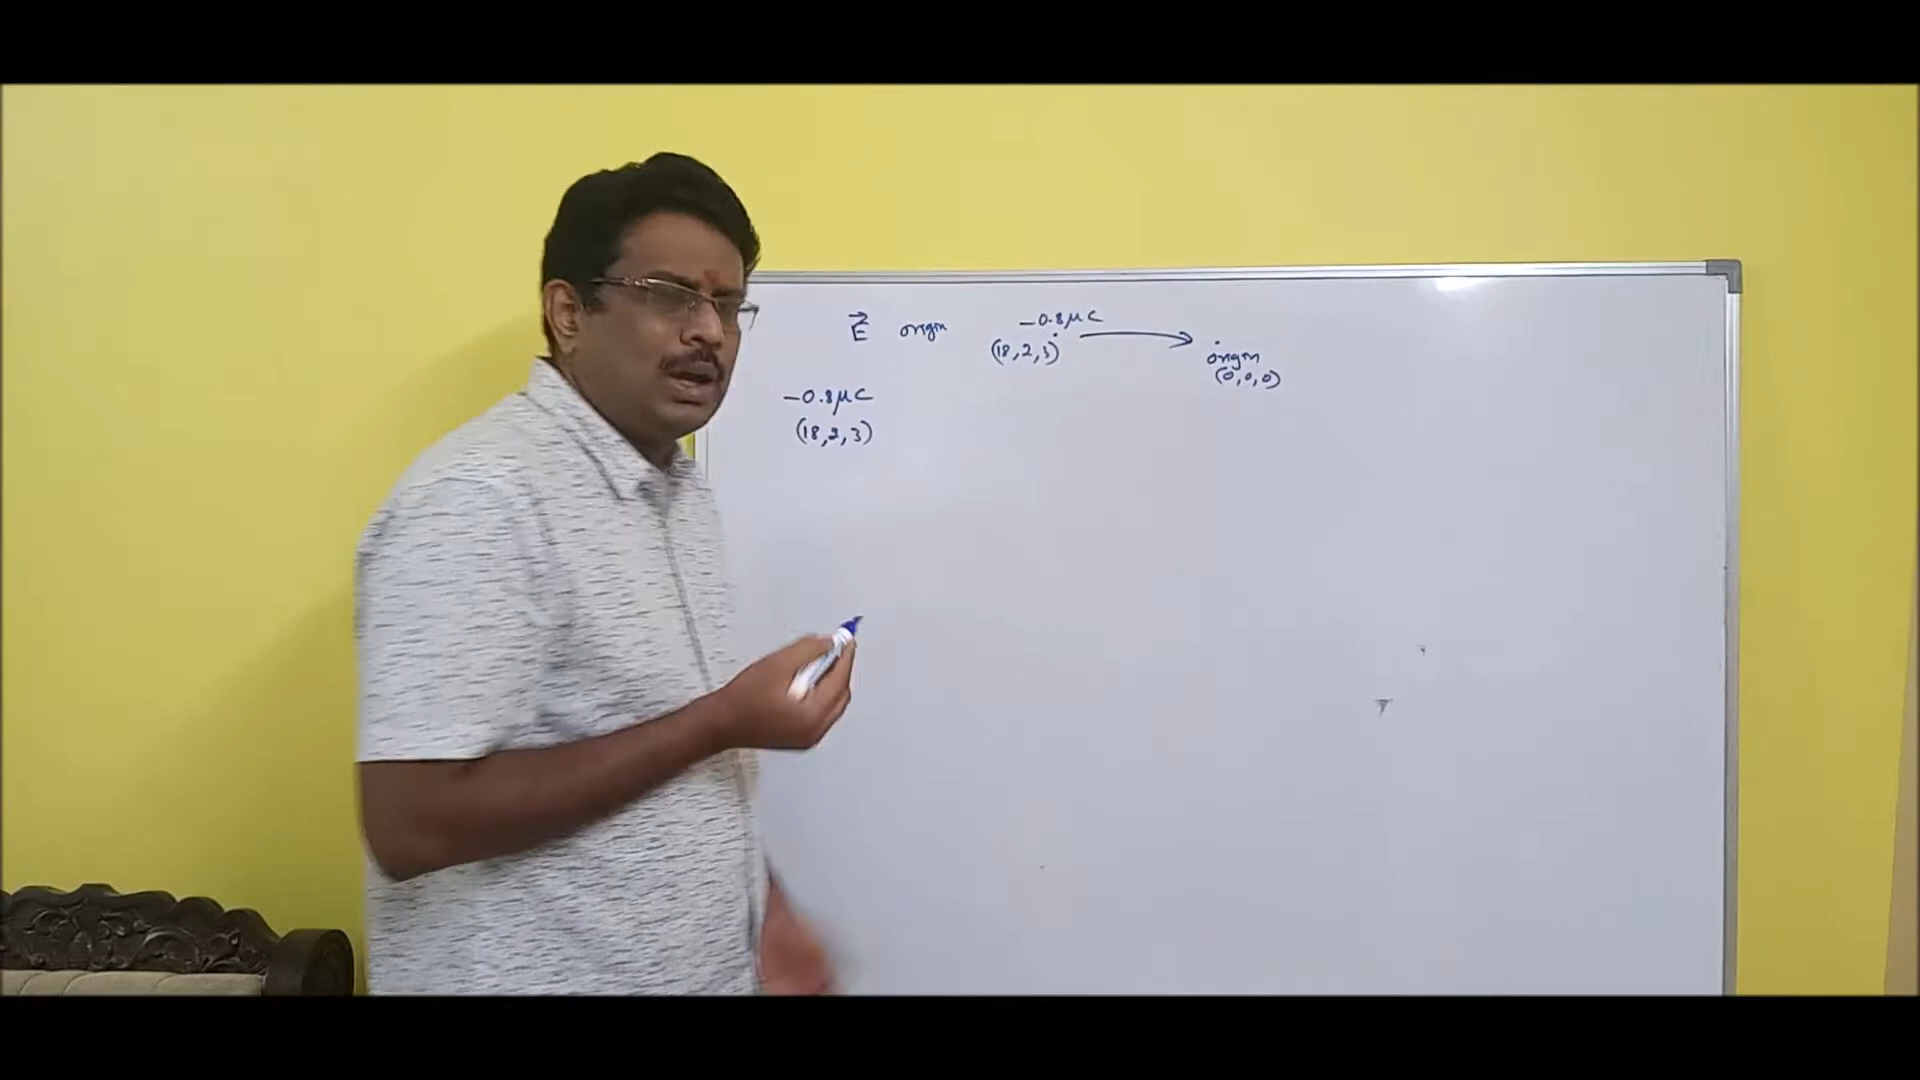 E⃗ origin
−0.8μC
(18,2,3)
−0.8μC
(18,2,3)
origin
(0,0,0)